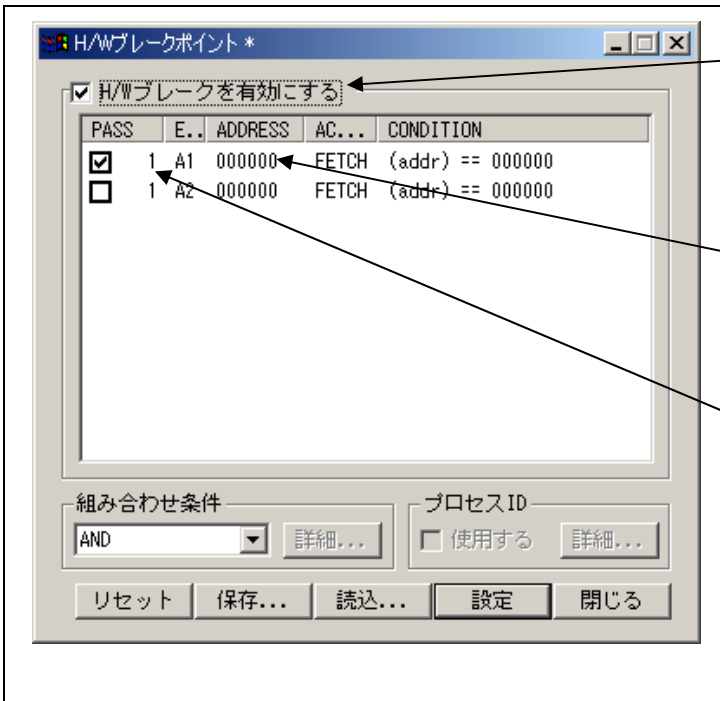 H/Wブレークポイント *
H/Wブレークを有効にする
PASS E.. ADDRESS AC... CONDITION
1 A1 000000 FETCH (addr) == 000000
1 A2 000000 FETCH (addr) == 000000
組み合わせ条件
AND 詳細...
プロセスID
使用する 詳細...
リセット 保存... 読込... 設定 閉じる